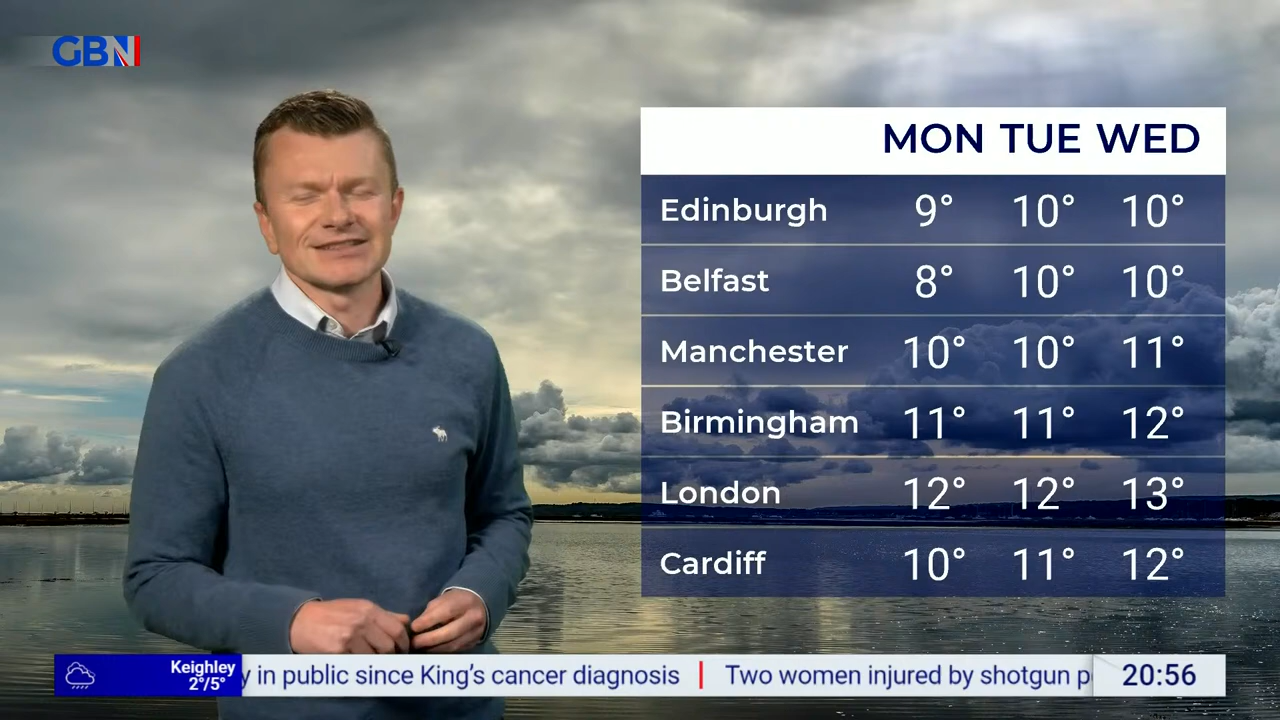 GBN
MON TUE WED
Edinburgh 9° 10° 10°
Belfast 8° 10° 10°
Manchester 10° 10° 11°
Birmingham 11° 11° 12°
London 12° 12° 13°
Cardiff 10° 11° 12°
Keighley
2°/5°
y in public since King's cancer diagnosis | Two women injured by shotgun p
20:56